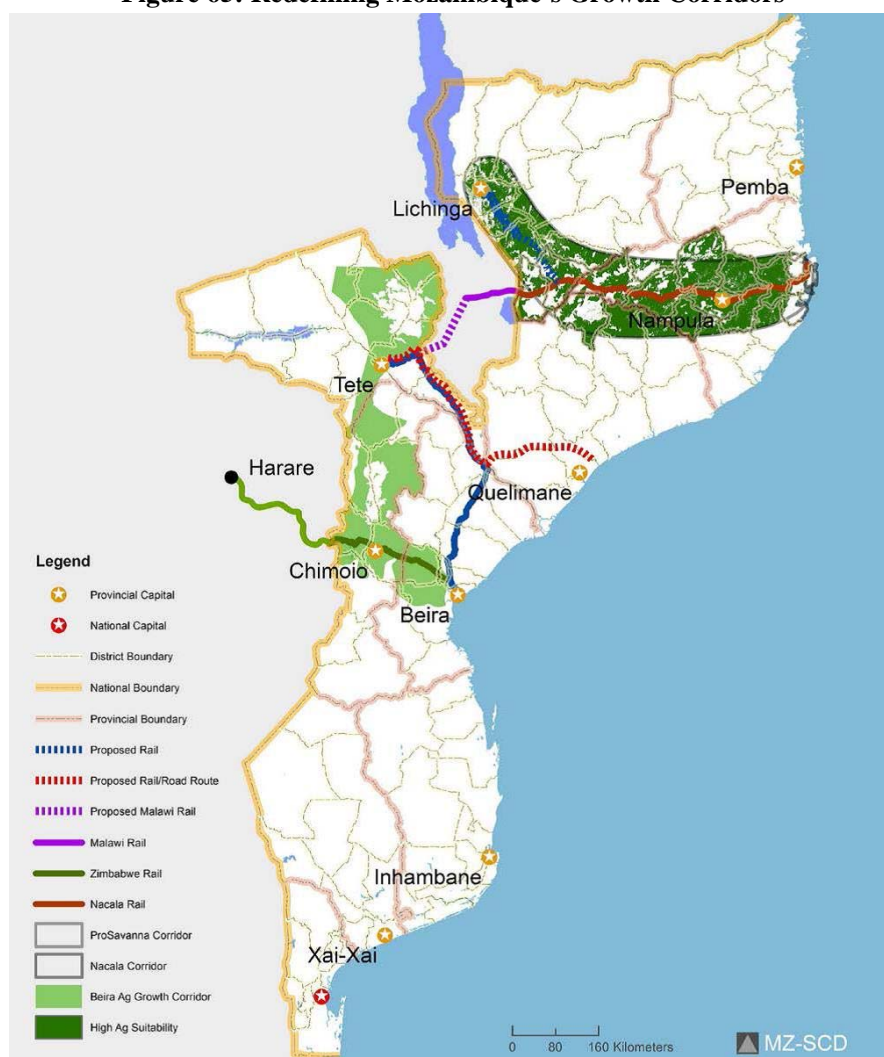 Figure 65: Redefining Mozambique's Growth Corridors
Pemba
Lichinga
Nampula
Tete
Harare
Quelimane
Chimoio
Beira
Inhambane
Xai-Xai
Legend
Provincial Capital
National Capital
District Boundary
National Boundary
Provincial Boundary
Proposed Rail
Proposed Rail/Road Route
Proposed Malawi Rail
Malawi Rail
Zimbabwe Rail
Nacala Rail
ProSavanna Corridor
Nacala Corridor
Beira Ag Growth Corridor
High Ag Suitability
0 80 160 Kilometers
MZ-SCD